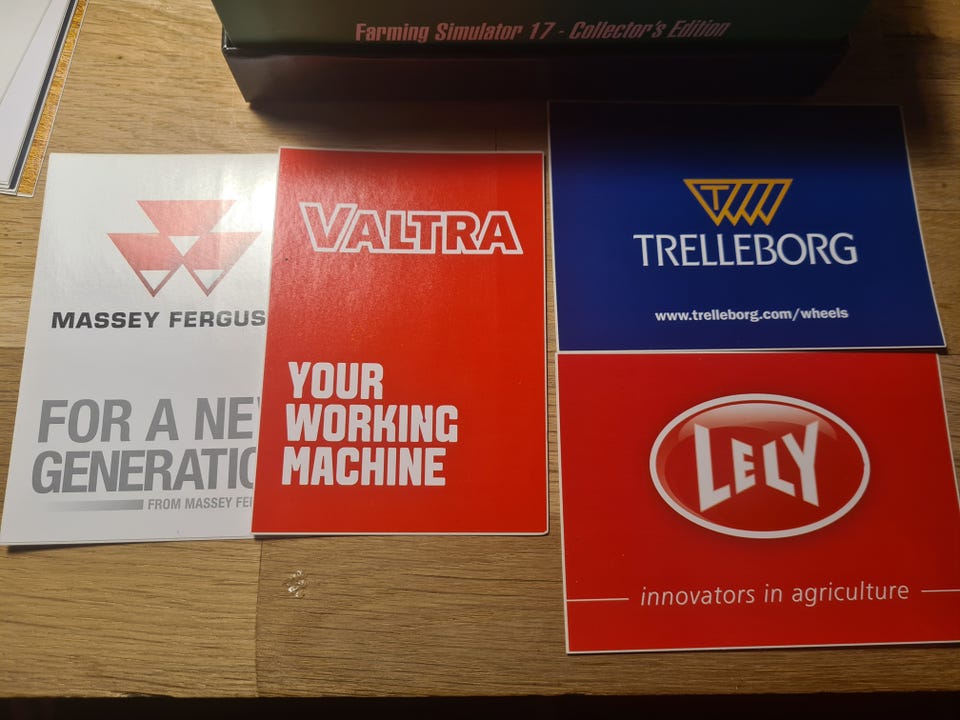 Farming Simulator 17 - Collector's Edition
MASSEY FERGUS
FOR A NE
GENERATIO
FROM MASSEY FE
VALTRA
YOUR
WORKING
MACHINE
TRELLEBORG
www.trelleborg.com/wheels
LELY
innovators in agriculture